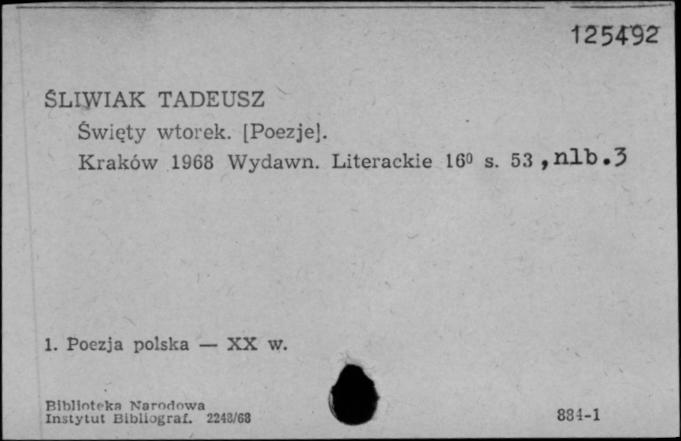 125492
ŚLIWIAK TADEUSZ
Święty wtorek. [Poezje].
Kraków 1968 Wydawn. Literackie 16⁰ s. 53, nlb. 3
1. Poezja polska — XX w.
Biblioteka Narodowa
Instytut Bibliograf. 2243/68
884-1